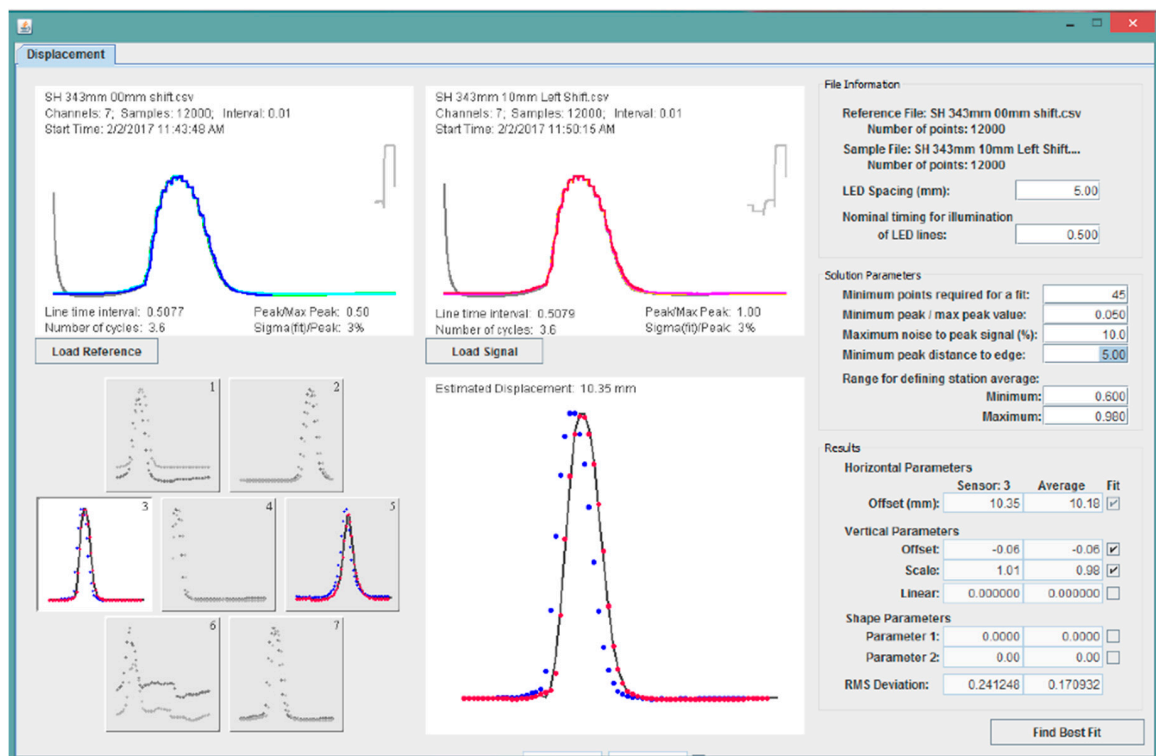 Displacement
SH 343mm 00mm shift.csv
Channels: 7; Samples: 12000; Interval: 0.01
Start Time: 2/2/2017 11:43:48 AM
Line time interval: 0.5077
Peak/Max Peak: 0.50
Number of cycles: 3.6
Sigma(fit)/Peak: 3%
Load Reference
SH 343mm 10mm Left Shift.csv
Channels: 7; Samples: 12000; Interval: 0.01
Start Time: 2/2/2017 11:50:15 AM
Line time interval: 0.5079
Peak/Max Peak: 1.00
Number of cycles: 3.6
Sigma(fit)/Peak: 3%
Load Signal
1
2
3
4
5
6
7
Estimated Displacement: 10.35 mm
File Information
Reference File: SH 343mm 00mm shift.csv
Number of points: 12000
Sample File: SH 343mm 10mm Left Shift....
Number of points: 12000
LED Spacing (mm): 5.00
Nominal timing for illumination
of LED lines: 0.500
Solution Parameters
Minimum points required for a fit: 45
Minimum peak / max peak value: 0.050
Maximum noise to peak signal (%): 10.0
Minimum peak distance to edge: 5.00
Range for defining station average:
Minimum: 0.600
Maximum: 0.980
Results
Horizontal Parameters
Sensor: 3 Average Fit
Offset (mm): 10.35 10.18
Vertical Parameters
Offset: -0.06 -0.06
Scale: 1.01 0.98
Linear: 0.000000 0.000000
Shape Parameters
Parameter 1: 0.0000 0.0000
Parameter 2: 0.00 0.00
RMS Deviation: 0.241248 0.170932
Find Best Fit